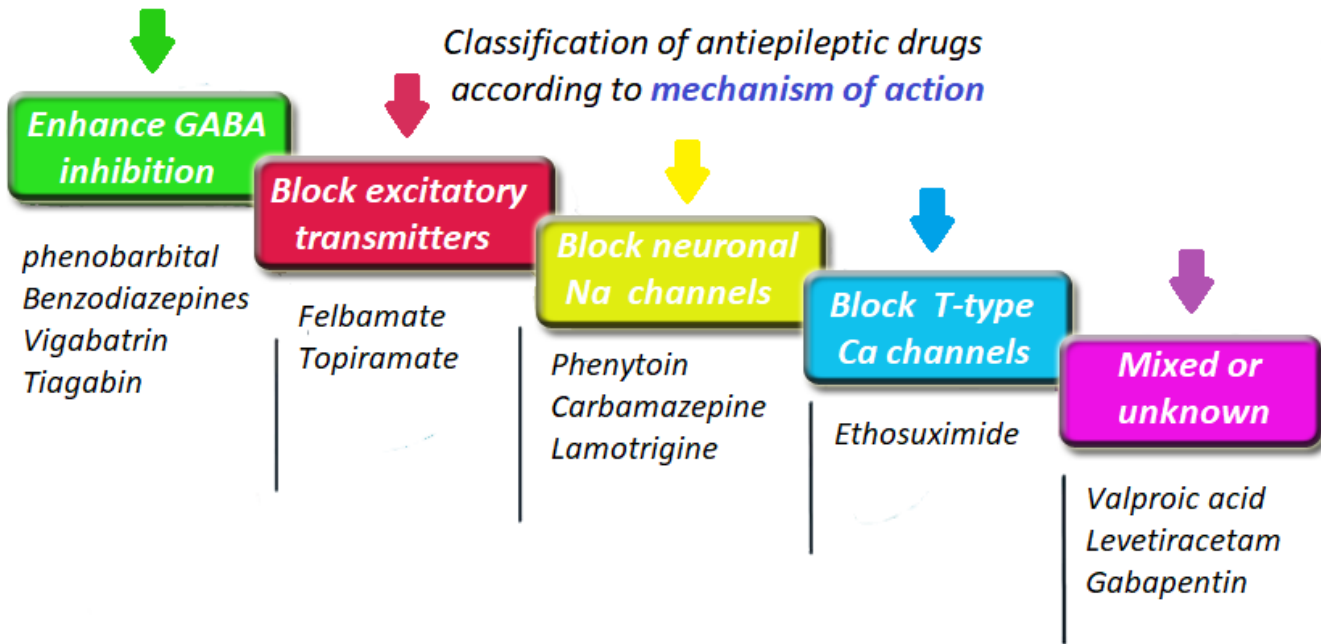 Classification of antiepileptic drugs
according to mechanism of action
Enhance GABA
inhibition
phenobarbital
Benzodiazepines
Vigabatrin
Tiagabin
Block excitatory
transmitters
Felbamate
Topiramate
Block neuronal
Na channels
Phenytoin
Carbamazepine
Lamotrigine
Block T-type
Ca channels
Ethosuximide
Mixed or
unknown
Valproic acid
Levetiracetam
Gabapentin